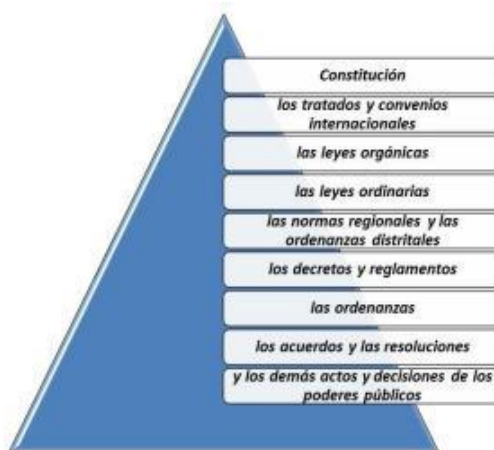 Constitución
los tratados y convenios
internacionales
las leyes orgánicas
las leyes ordinarias
las normas regionales y las
ordenanzas distritales
los decretos y reglamentos
las ordenanzas
los acuerdos y las resoluciones
y los demás actos y decisiones de los
poderes públicos